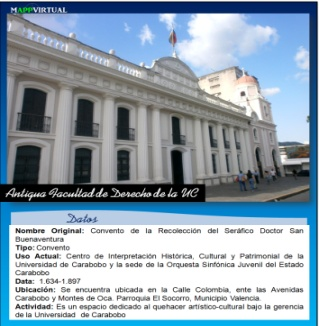 MAPPVIRTUAL
Antigua Facultad de Derecho de la UC
Datos
Nombre Original: Convento de la Recolección del Seráfico Doctor San
Buenaventura
Tipo: Convento
Uso Actual: Centro de Interpretación Histórica, Cultural y Patrimonial de la
Universidad de Carabobo y la sede de la Orquesta Sinfónica Juvenil del Estado
Carabobo
Data: 1.634-1.897
Ubicación: Se encuentra ubicada en la Calle Colombia, ente las Avenidas
Carabobo y Montes de Oca. Parroquia El Socorro, Municipio Valencia.
Actividad: Es un espacio dedicado al quehacer artístico-cultural bajo la gerencia
de la Universidad de Carabobo